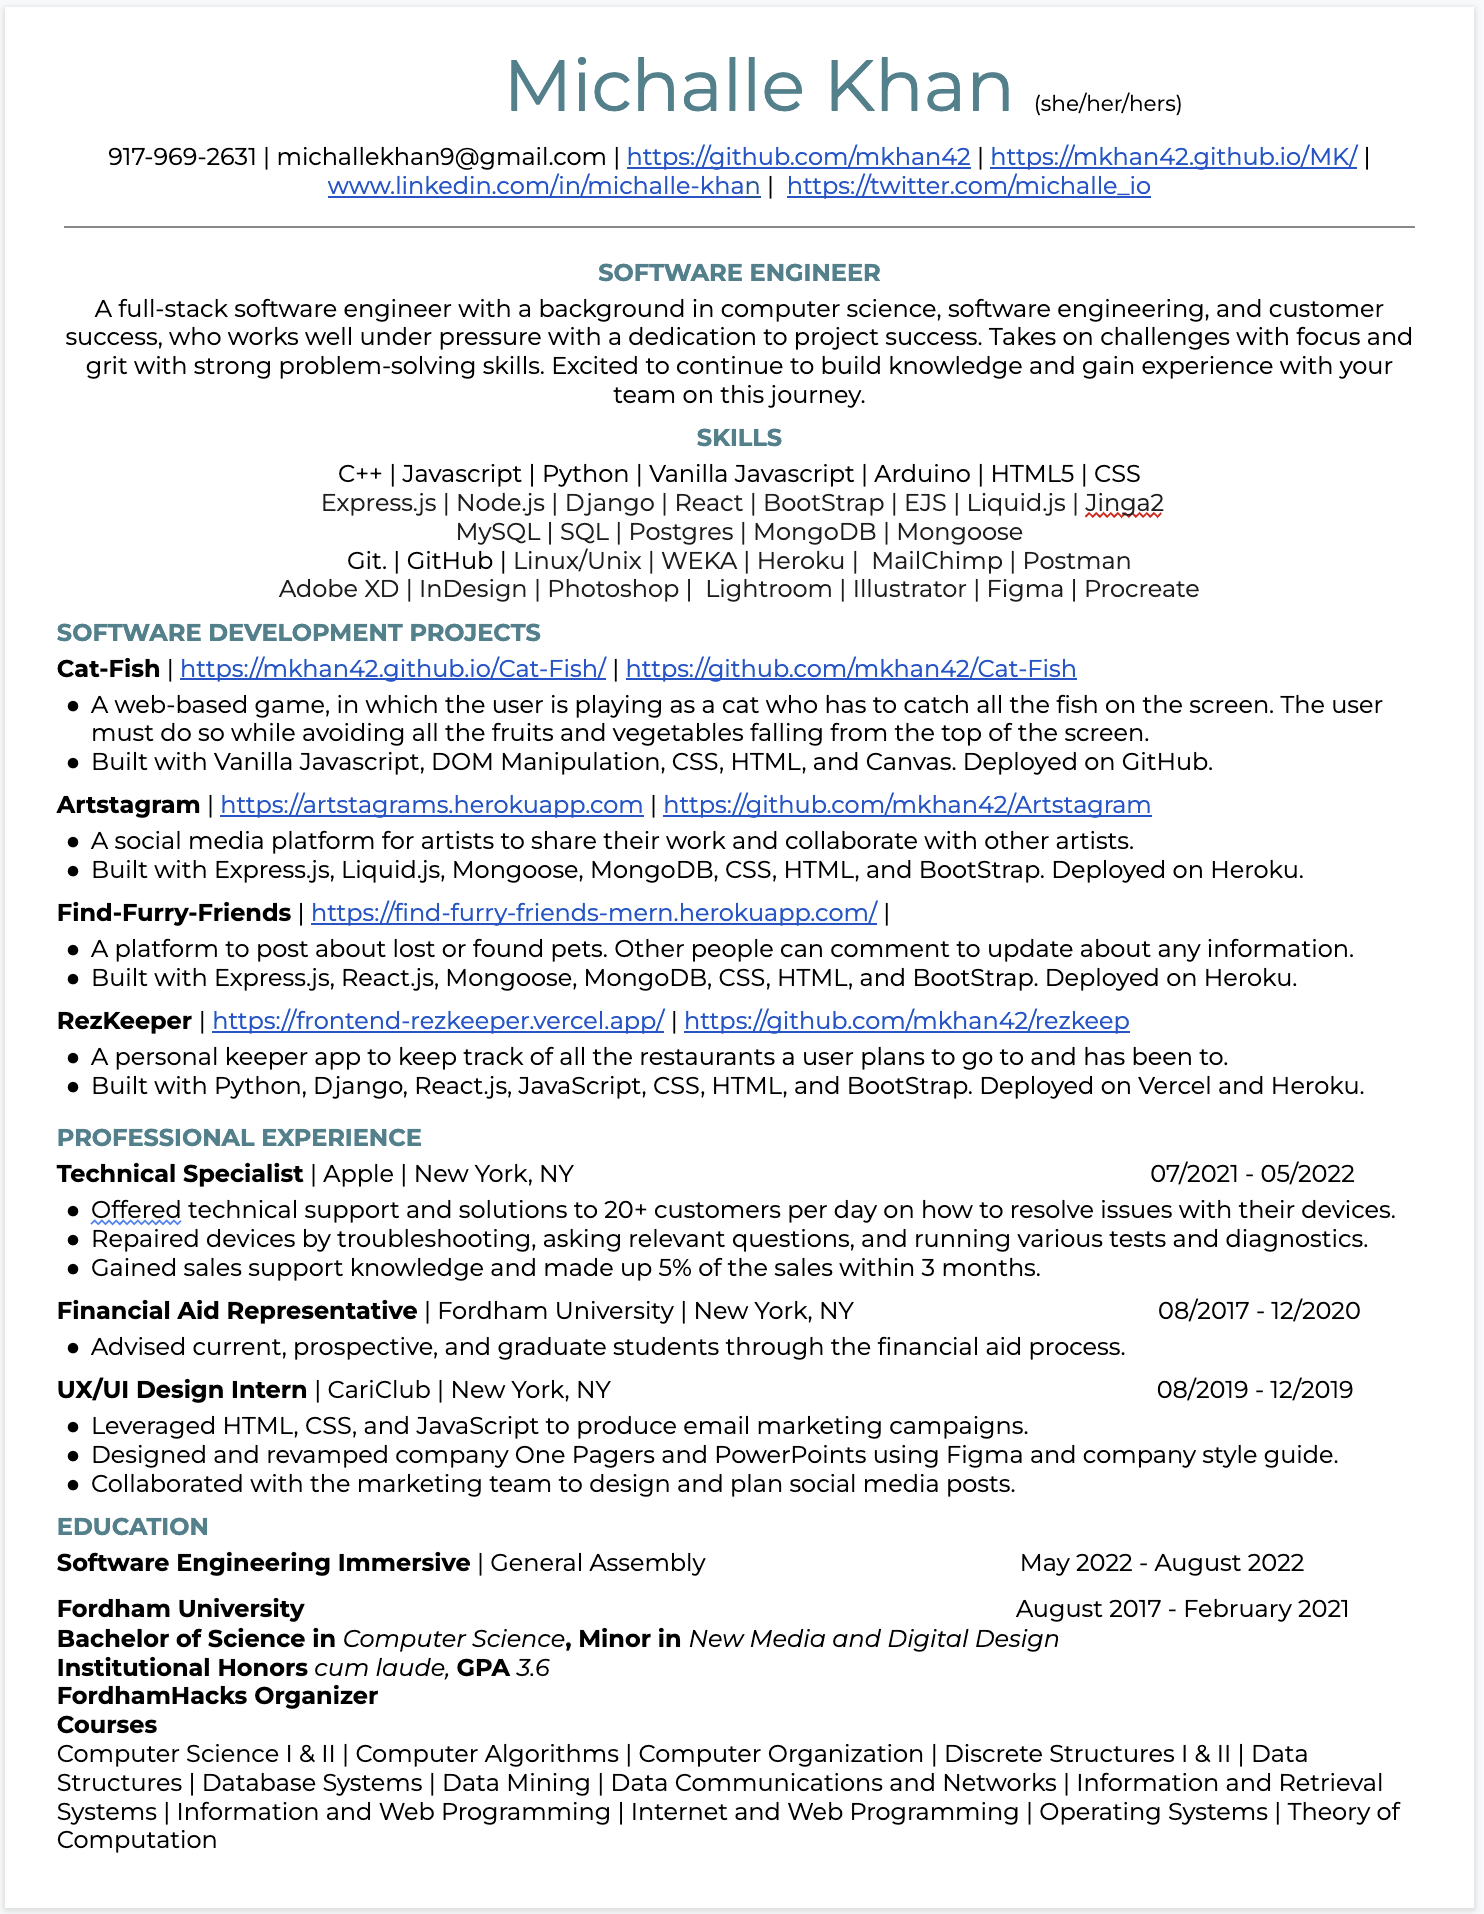 Michalle Khan (she/her/hers)
917-969-2631 | michallekhan9@gmail.com | https://github.com/mkhan42 | https://mkhan42.github.io/MK/ |
www.linkedin.com/in/michalle-khan | https://twitter.com/michalle_io
SOFTWARE ENGINEER
A full-stack software engineer with a background in computer science, software engineering, and customer
success, who works well under pressure with a dedication to project success. Takes on challenges with focus and
grit with strong problem-solving skills. Excited to continue to build knowledge and gain experience with your
team on this journey.
SKILLS
C++ | Javascript | Python | Vanilla Javascript | Arduino | HTML5 | CSS
Express.js | Node.js | Django | React | BootStrap | EJS | Liquid.js | Jinga2
MySQL | SQL | Postgres | MongoDB | Mongoose
Git. | GitHub | Linux/Unix | WEKA | Heroku | MailChimp | Postman
Adobe XD | InDesign | Photoshop | Lightroom | Illustrator | Figma | Procreate
SOFTWARE DEVELOPMENT PROJECTS
Cat-Fish | https://mkhan42.github.io/Cat-Fish/ | https://github.com/mkhan42/Cat-Fish
● A web-based game, in which the user is playing as a cat who has to catch all the fish on the screen. The user
must do so while avoiding all the fruits and vegetables falling from the top of the screen.
● Built with Vanilla Javascript, DOM Manipulation, CSS, HTML, and Canvas. Deployed on GitHub.
Artstagram | https://artstagrams.herokuapp.com | https://github.com/mkhan42/Artstagram
● A social media platform for artists to share their work and collaborate with other artists.
● Built with Express.js, Liquid.js, Mongoose, MongoDB, CSS, HTML, and BootStrap. Deployed on Heroku.
Find-Furry-Friends | https://find-furry-friends-mern.herokuapp.com/ |
● A platform to post about lost or found pets. Other people can comment to update about any information.
● Built with Express.js, React.js, Mongoose, MongoDB, CSS, HTML, and BootStrap. Deployed on Heroku.
RezKeeper | https://frontend-rezkeeper.vercel.app/ | https://github.com/mkhan42/rezkeep
● A personal keeper app to keep track of all the restaurants a user plans to go to and has been to.
● Built with Python, Django, React.js, JavaScript, CSS, HTML, and BootStrap. Deployed on Vercel and Heroku.
PROFESSIONAL EXPERIENCE
Technical Specialist | Apple | New York, NY 07/2021 - 05/2022
● Offered technical support and solutions to 20+ customers per day on how to resolve issues with their devices.
● Repaired devices by troubleshooting, asking relevant questions, and running various tests and diagnostics.
● Gained sales support knowledge and made up 5% of the sales within 3 months.
Financial Aid Representative | Fordham University | New York, NY 08/2017 - 12/2020
● Advised current, prospective, and graduate students through the financial aid process.
UX/UI Design Intern | CariClub | New York, NY 08/2019 - 12/2019
● Leveraged HTML, CSS, and JavaScript to produce email marketing campaigns.
● Designed and revamped company One Pagers and PowerPoints using Figma and company style guide.
● Collaborated with the marketing team to design and plan social media posts.
EDUCATION
Software Engineering Immersive | General Assembly May 2022 - August 2022
Fordham University August 2017 - February 2021
Bachelor of Science in Computer Science, Minor in New Media and Digital Design
Institutional Honors cum laude, GPA 3.6
FordhamHacks Organizer
Courses
Computer Science I & II | Computer Algorithms | Computer Organization | Discrete Structures I & II | Data
Structures | Database Systems | Data Mining | Data Communications and Networks | Information and Retrieval
Systems | Information and Web Programming | Internet and Web Programming | Operating Systems | Theory of
Computation